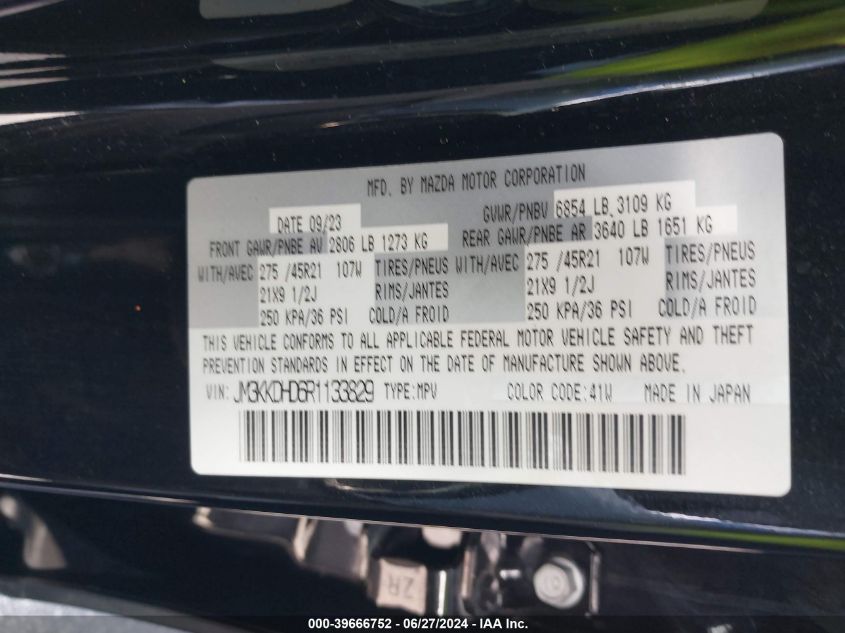 MFD. BY MAZDA MOTOR CORPORATION
DATE 09/23 GVWR/PNBV 6854 LB 3109 KG
FRONT GAWR/PNBE AV 2806 LB 1273 KG REAR GAWR/PNBE AR 3640 LB 1651 KG
WITH/AVEC 275 /45R21 107W TIRES/PNEUS WITH/AVEC 275 /45R21 107W TIRES/PNEUS
21X9 1/2J RIMS/JANTES 21X9 1/2J RIMS/JANTES
250 KPA/36 PSI COLD/A FROID 250 KPA/36 PSI COLD/A FROID
THIS VEHICLE CONFORMS TO ALL APPLICABLE FEDERAL MOTOR VEHICLE SAFETY AND THEFT
PREVENTION STANDARDS IN EFFECT ON THE DATE OF MANUFACTURE SHOWN ABOVE.
VIN: JM3KKDHD6R1133829 TYPE:MPV COLOR CODE:41W MADE IN JAPAN
2R
000-39666752 - 06/27/2024 - IAA Inc.